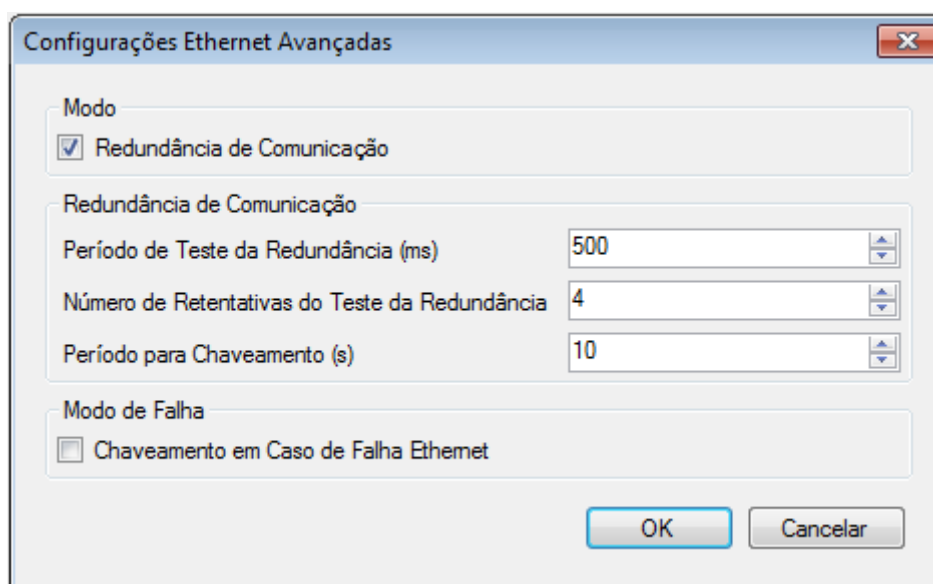 Configurações Ethernet Avançadas
Modo
Redundância de Comunicação
Redundância de Comunicação
Período de Teste da Redundância (ms)
500
Número de Retentativas do Teste da Redundância
4
Período para Chaveamento (s)
10
Modo de Falha
Chaveamento em Caso de Falha Ethernet
OK
Cancelar